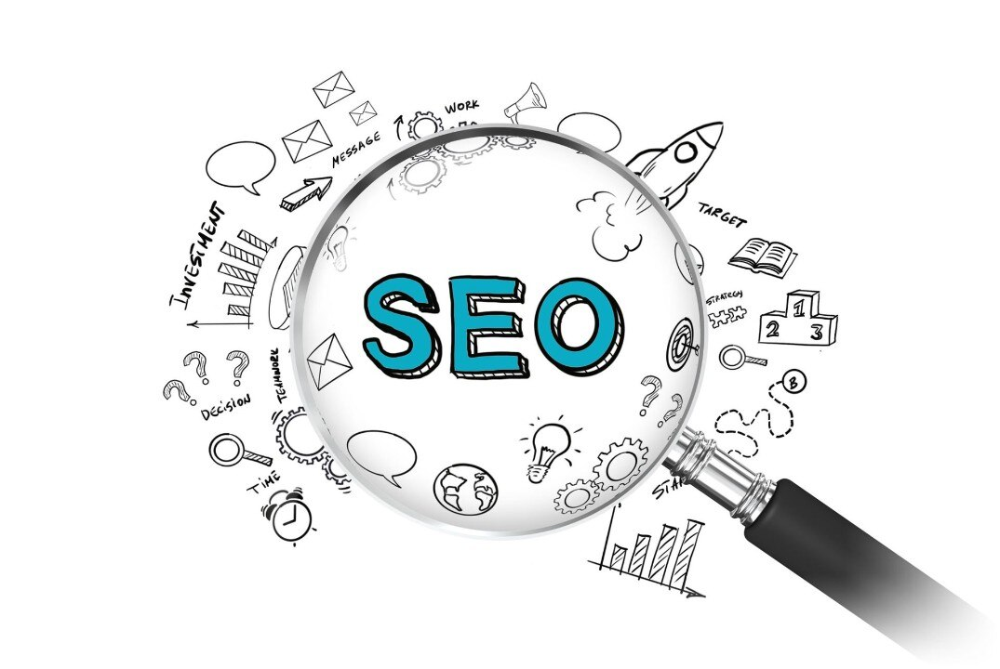 WORK
MESSAGE
INVESTMENT
TARGET
STRATEGY
SEO
1
2
3
TEAMWORK
DECISION
B
TIME